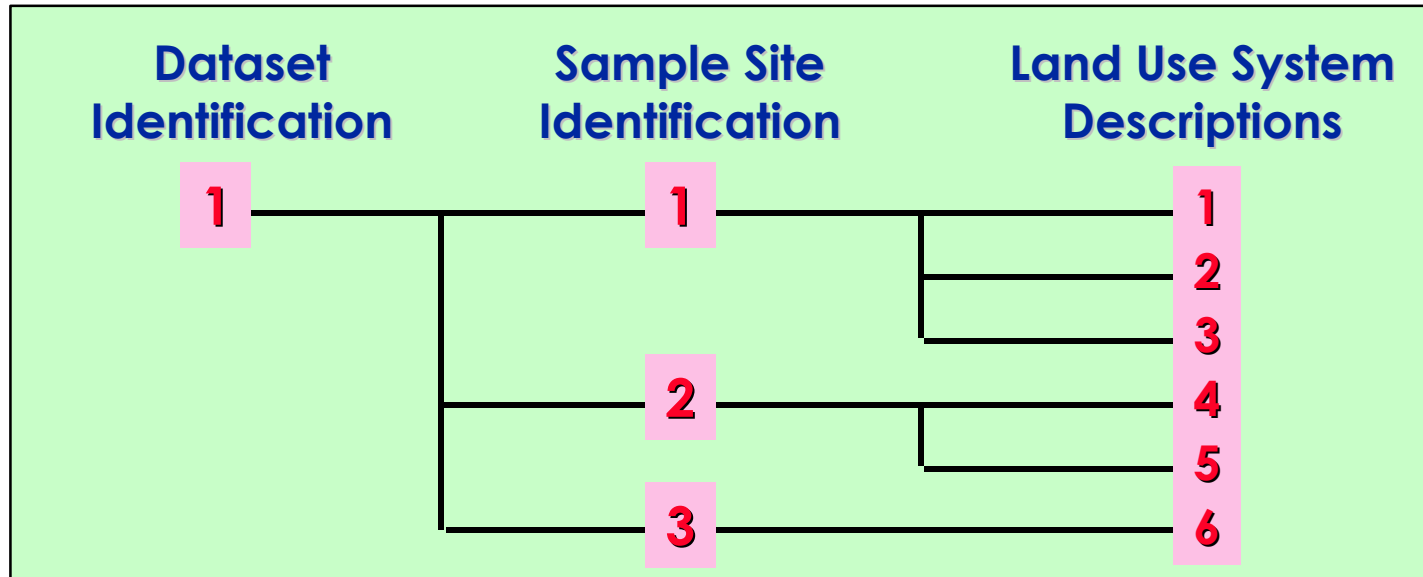 Dataset
Identification
Sample Site
Identification
Land Use System
Descriptions
1
1
1
2
3
2
4
5
3
6